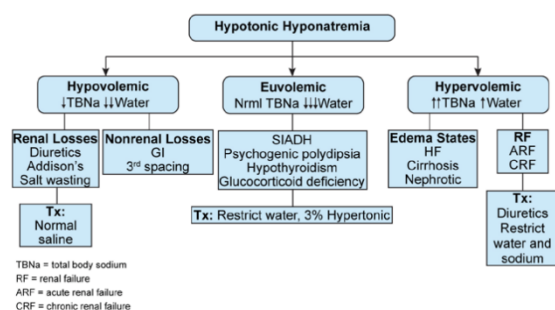 Hypotonic Hyponatremia
Hypovolemic
↓TBNa ↓↓Water
Euvolemic
Nrml TBNa ↓↓↓Water
Hypervolemic
⇈TBNa ↑Water
Renal Losses
Diuretics
Addison's
Salt wasting
Nonrenal Losses
GI
3rd spacing
SIADH
Psychogenic polydipsia
Hypothyroidism
Glucocorticoid deficiency
Edema States
HF
Cirrhosis
Nephrotic
RF
ARF
CRF
Tx:
Normal
saline
Tx: Restrict water, 3% Hypertonic
Tx:
Diuretics
Restrict
water and
sodium
TBNa = total body sodium
RF = renal failure
ARF = acute renal failure
CRF = chronic renal failure